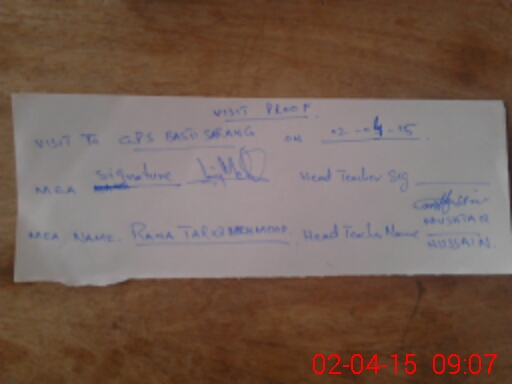 VISIT PROOF.
VISIT TO GPS BASTI SARANG ON 02-04-15.
MEA signature Head Teacher Sig
MEA NAME. RANA TARIQ MEHMOOD. Head Teacher Name MUSHTAQ
HUSSAIN.
02-04-15 09:07